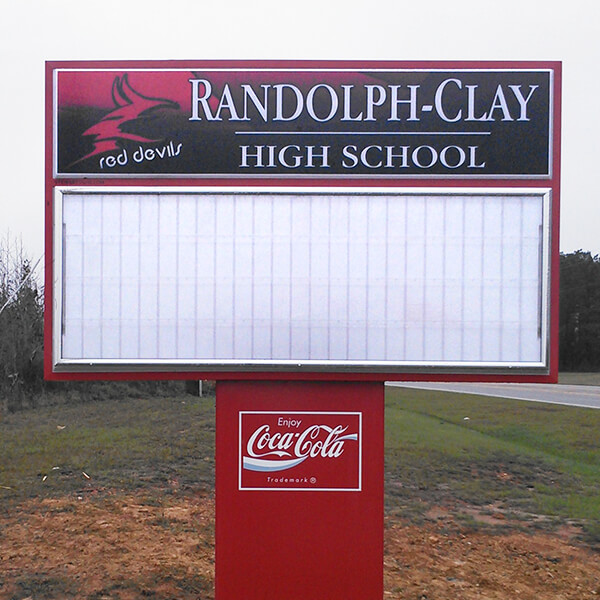 RANDOLPH-CLAY
red devils
HIGH SCHOOL
Enjoy
Coca-Cola
Trademark ®